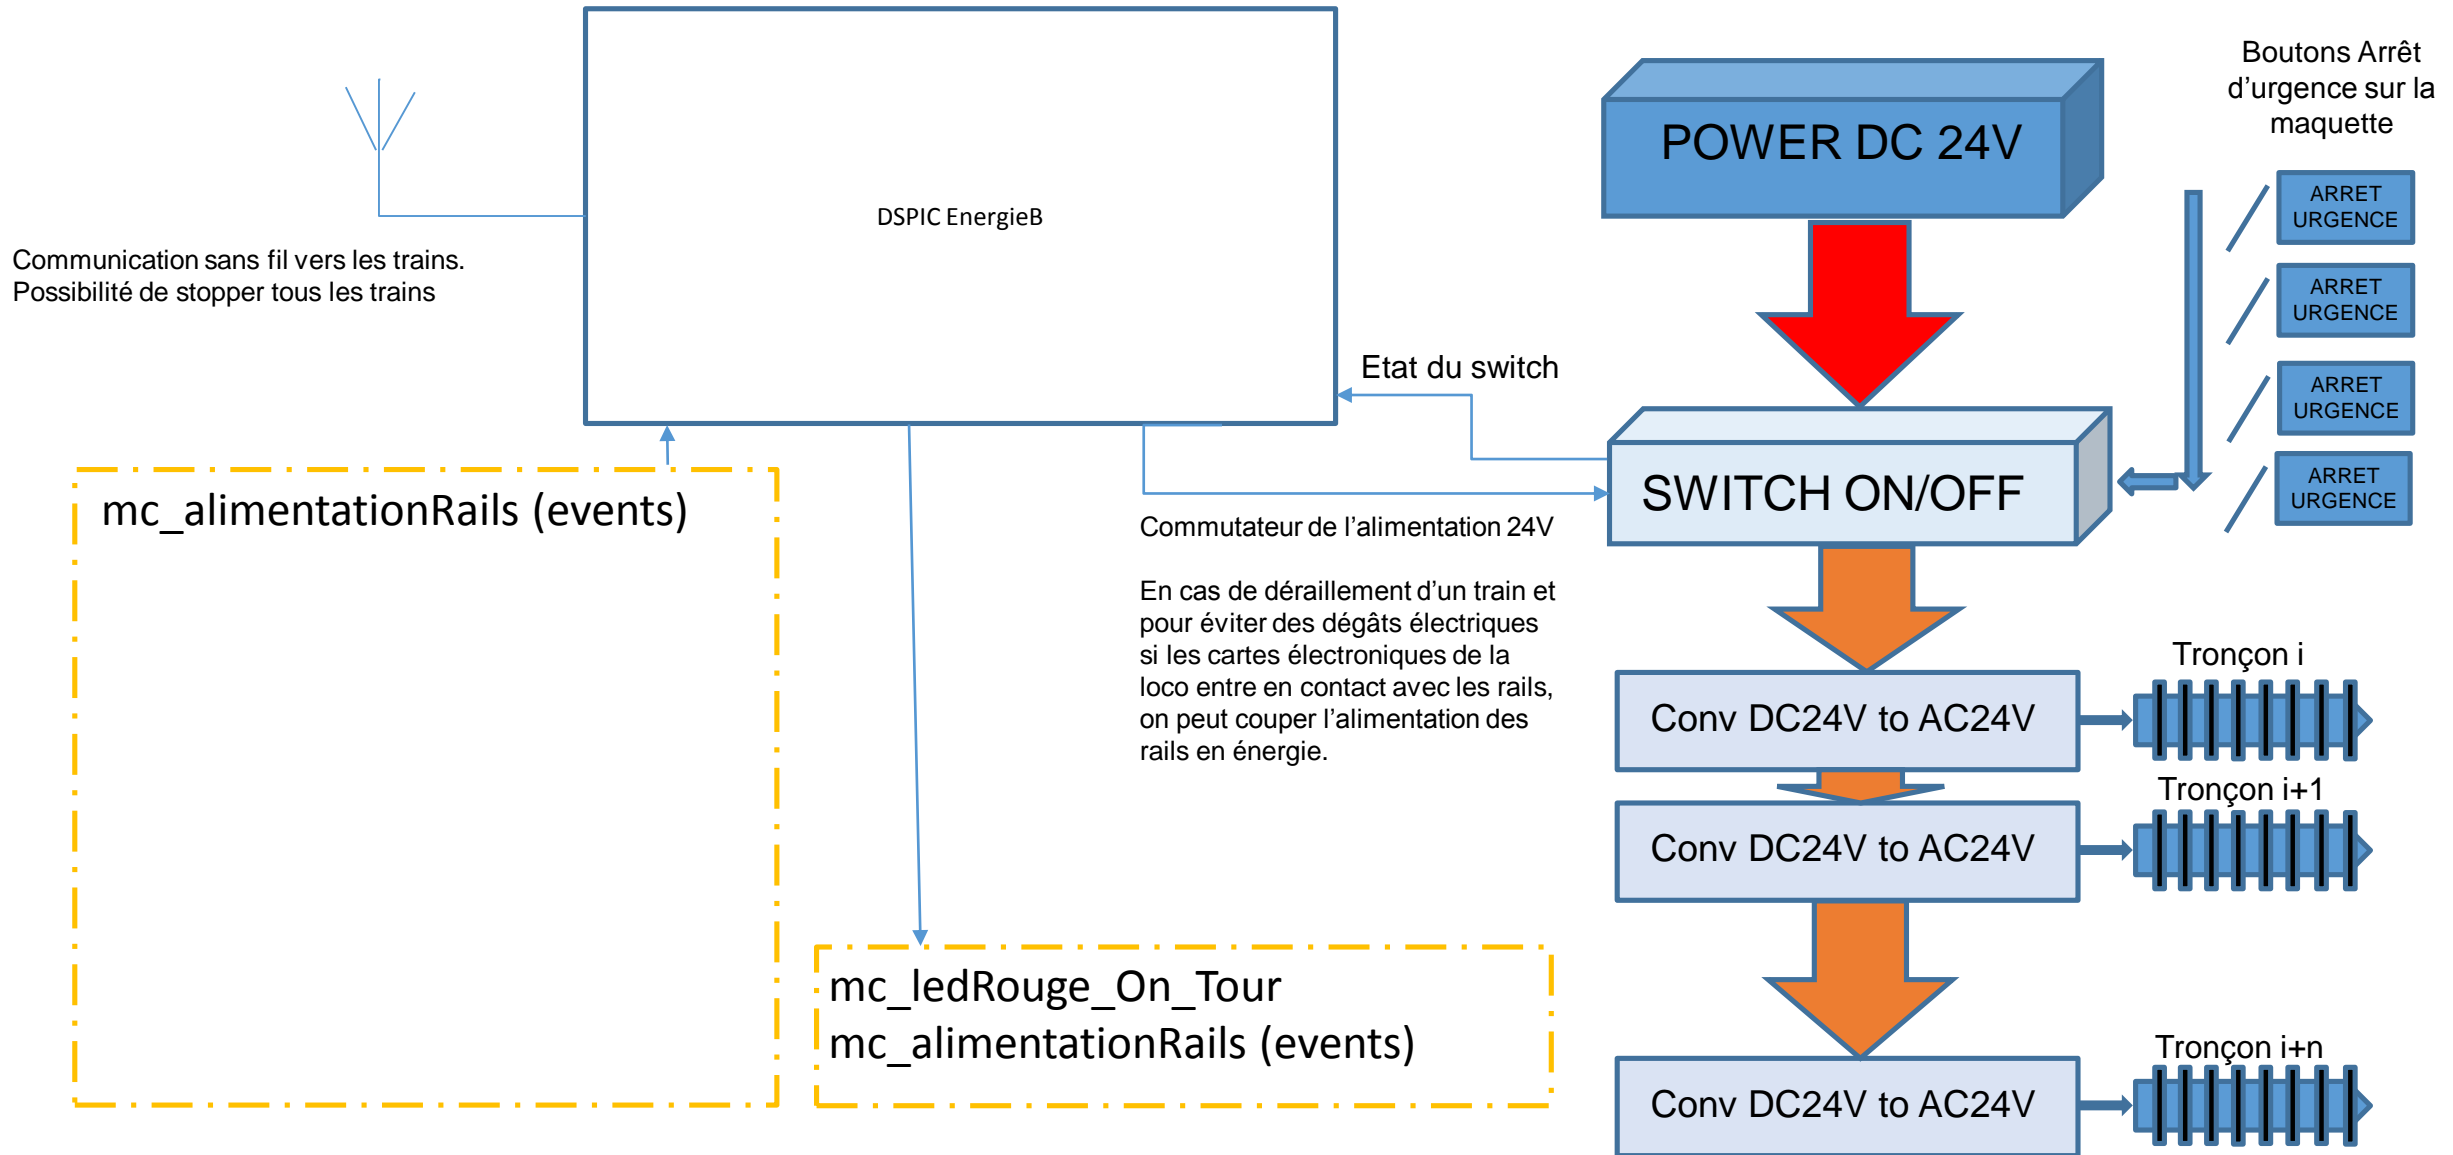 DSPIC EnergieB
Communication sans fil vers les trains.
Possibilité de stopper tous les trains
Etat du switch
mc_alimentationRails (events)
Commutateur de l’alimentation 24V
En cas de déraillement d’un train et
pour éviter des dégâts électriques
si les cartes électroniques de la
loco entre en contact avec les rails,
on peut couper l’alimentation des
rails en énergie.
mc_ledRouge_On_Tour
mc_alimentationRails (events)
POWER DC 24V
SWITCH ON/OFF
Boutons Arrêt
d’urgence sur la
maquette
ARRET
URGENCE
ARRET
URGENCE
ARRET
URGENCE
ARRET
URGENCE
Conv DC24V to AC24V
Tronçon i
Conv DC24V to AC24V
Tronçon i+1
Conv DC24V to AC24V
Tronçon i+n